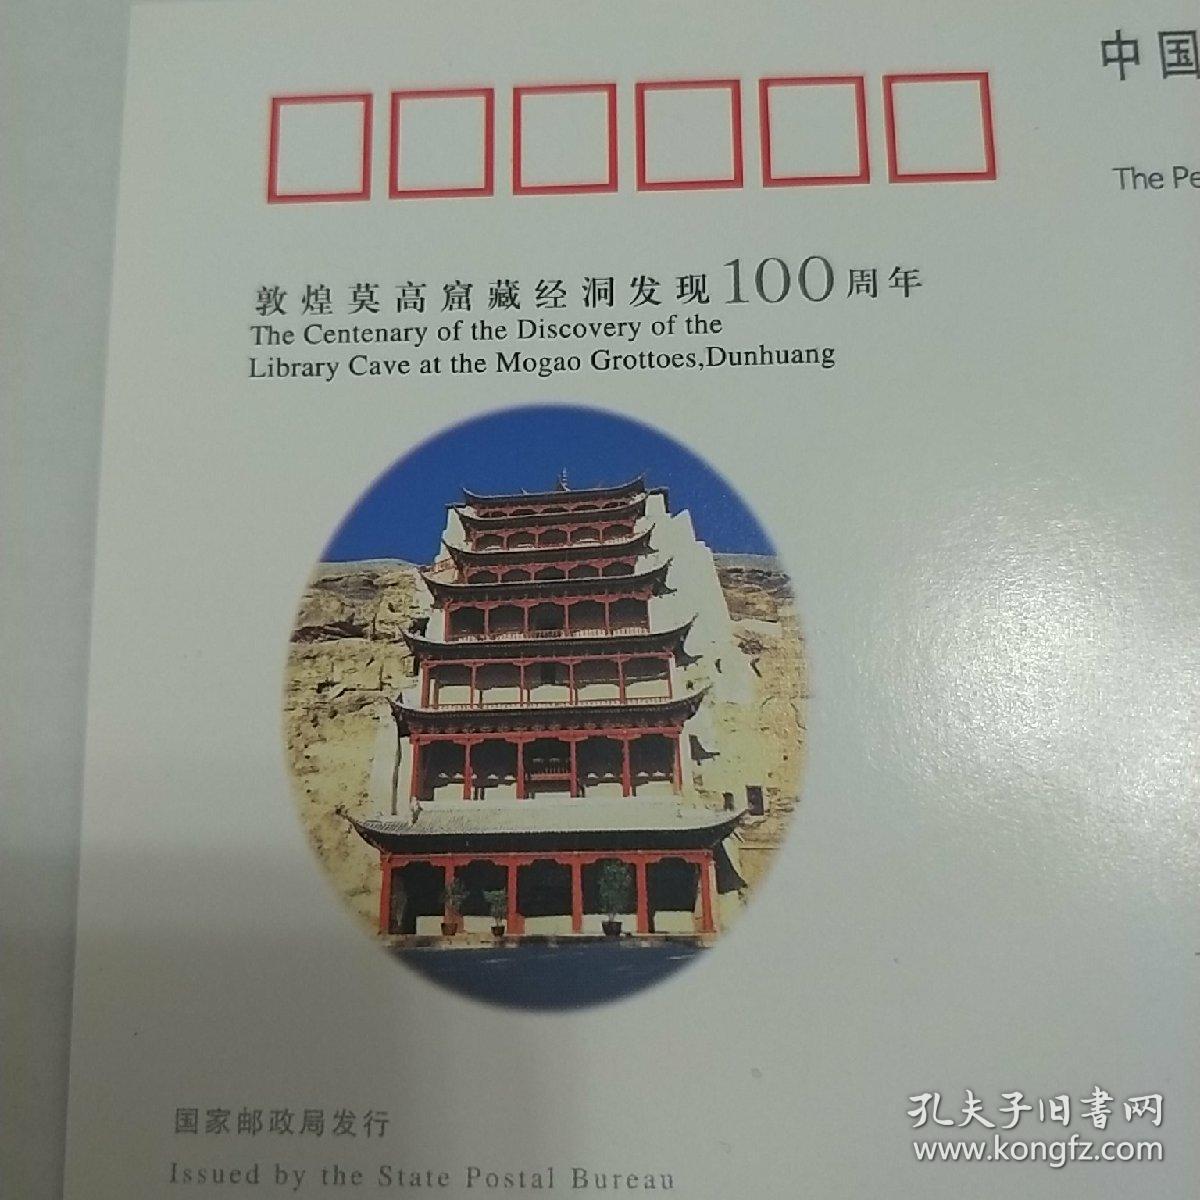 中国
The Pe
敦煌莫高窟藏经洞发现100周年
The Centenary of the Discovery of the
Library Cave at the Mogao Grottoes,Dunhuang
国家邮政局发行
Issued by the State Postal Bureau
孔夫子旧书网
www.kongfz.com